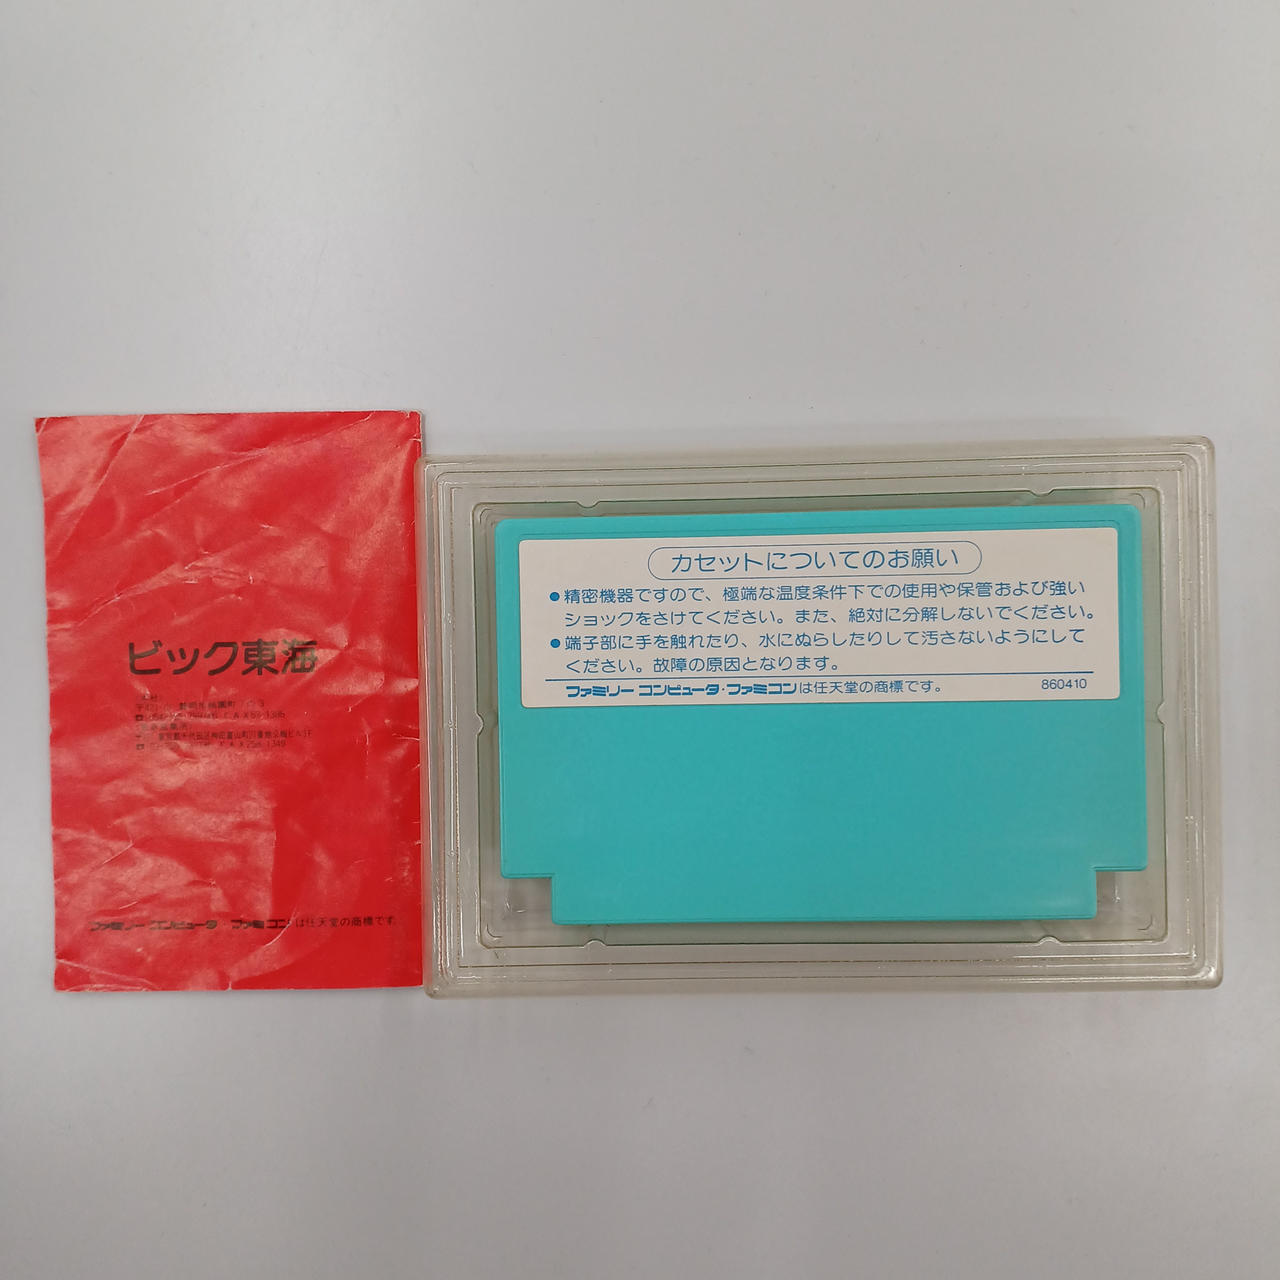 ビック東海
ファミリー コンピュータ・ファミコンは任天堂の商標です。
カセットについてのお願い
●精密機器ですので、極端な温度条件下での使用や保管および強い
ショックをさけてください。また、絶対に分解しないでください。
●端子部に手を触れたり、水にぬらしたりして汚さないようにして
ください。故障の原因となります。
ファミリー コンピュータ・ファミコンは任天堂の商標です。
860410